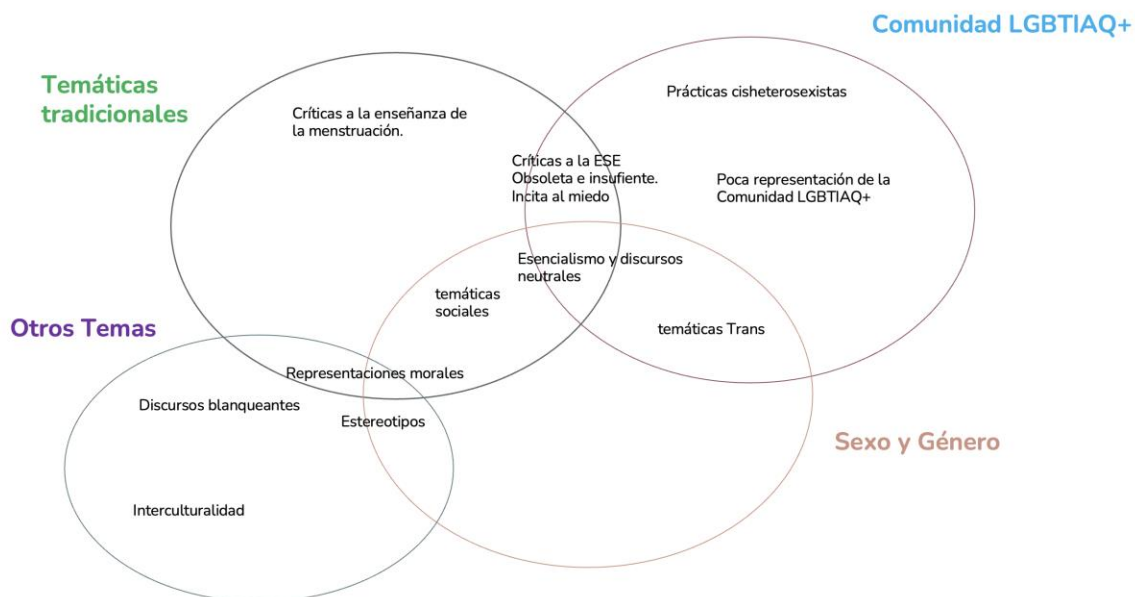 Comunidad LGBTIAQ+
Temáticas
tradicionales
Prácticas cisheterosexistas
Críticas a la enseñanza de
la menstruación.
Críticas a la ESE
Obsoleta e insufiente.
Incita al miedo
Poca representación de la
Comunidad LGBTIAQ+
Esencialismo y discursos
neutrales
temáticas
sociales
Otros Temas
temáticas Trans
Representaciones morales
Discursos blanqueantes
Estereotipos
Sexo y Género
Interculturalidad